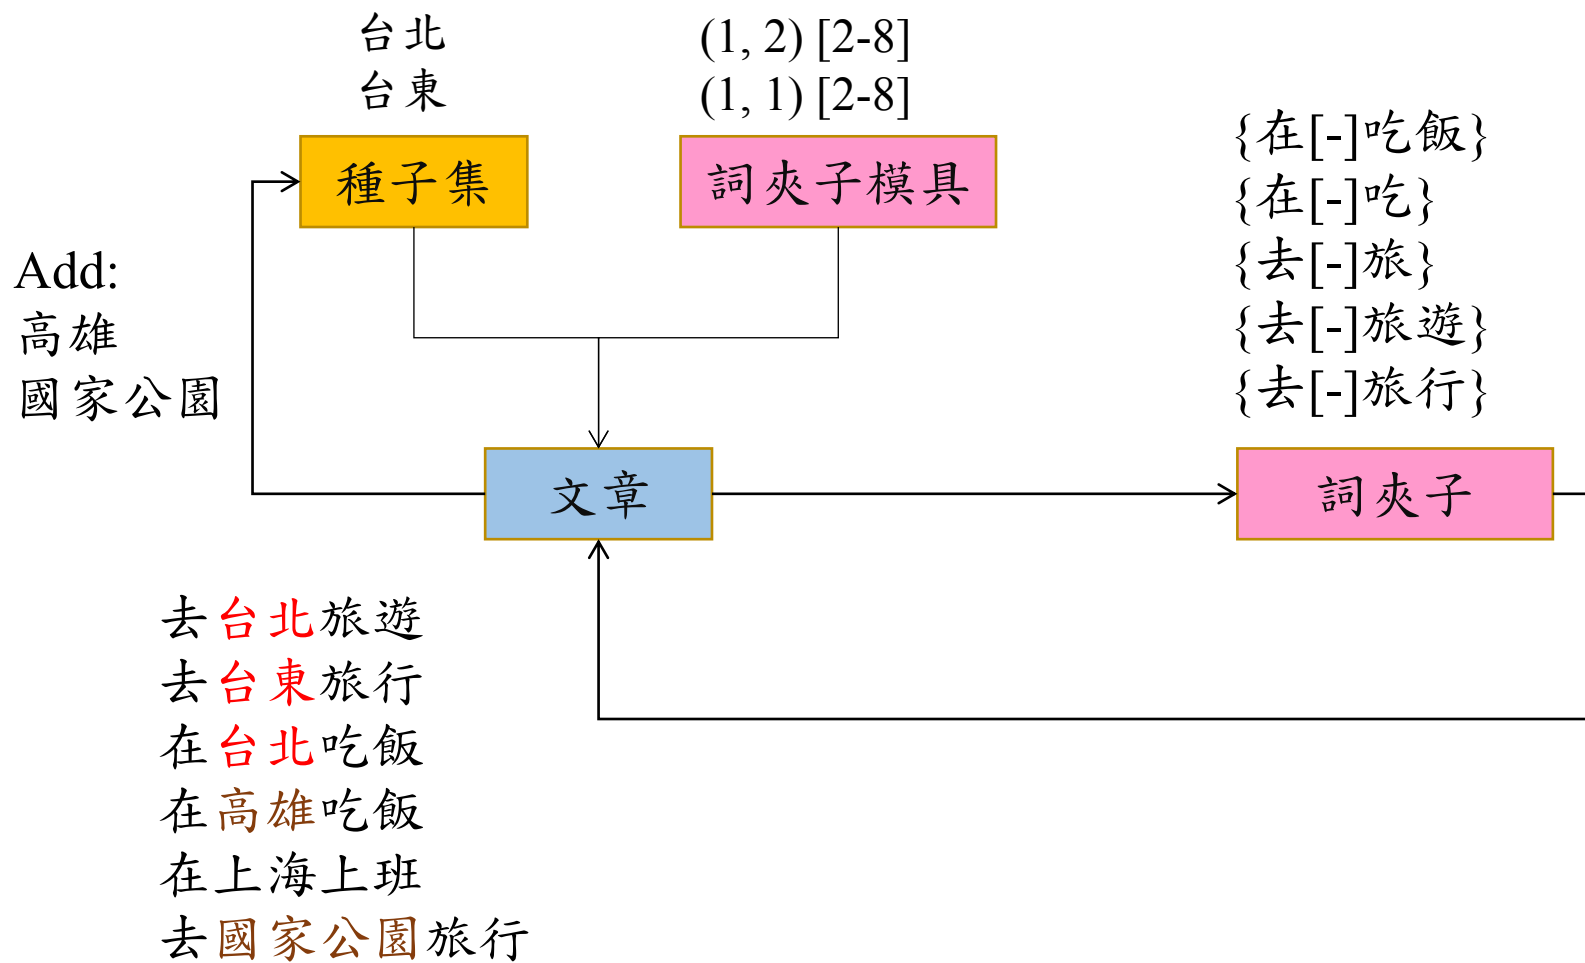 台北
台東
(1, 2) [2-8]
(1, 1) [2-8]
種子集
詞夾子模具
{在[-]吃飯}
{在[-]吃}
{去[-]旅}
{去[-]旅遊}
{去[-]旅行}
Add:
高雄
國家公園
文章
詞夾子
去台北旅遊
去台東旅行
在台北吃飯
在高雄吃飯
在上海上班
去國家公園旅行